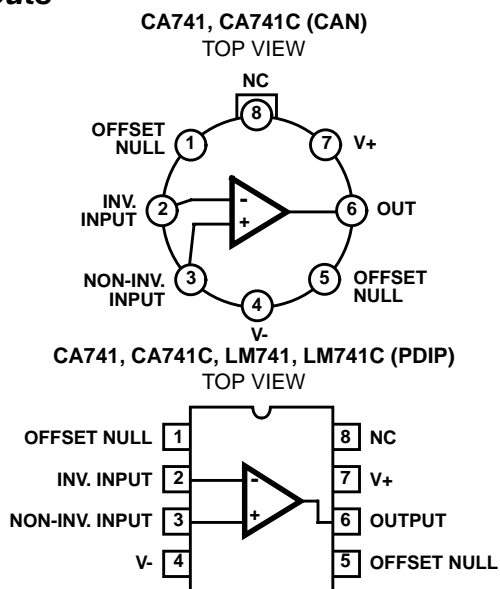 CA741, CA741C (CAN)
TOP VIEW
NC
8
OFFSET
NULL
1
7
V+
INV.
INPUT
2
-
+
6
OUT
NON-INV.
INPUT
3
5
OFFSET
NULL
4
V-
CA741, CA741C, LM741, LM741C (PDIP)
TOP VIEW
OFFSET NULL 1
8 NC
INV. INPUT 2
-
7 V+
NON-INV. INPUT 3
+
6 OUTPUT
V- 4
5 OFFSET NULL